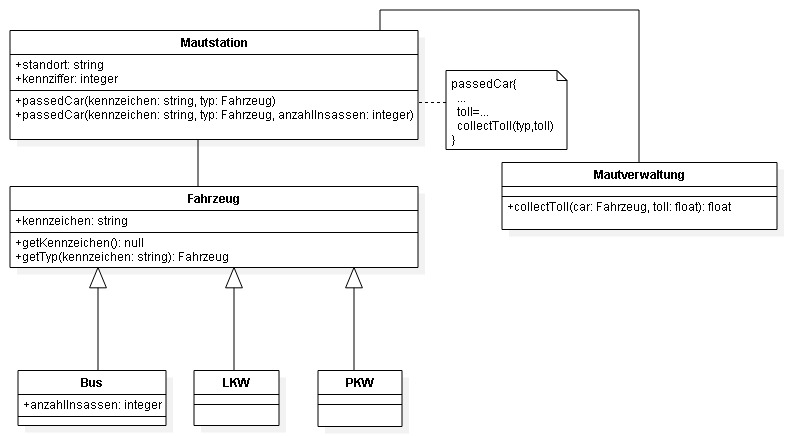 Mautstation
+standort: string
+kennziffer: integer
+passedCar(kennzeichen: string, typ: Fahrzeug)
+passedCar(kennzeichen: string, typ: Fahrzeug, anzahlInsassen: integer)
passedCar{
...
toll=...
collectToll(typ,toll)
}
Mautverwaltung
+collectToll(car: Fahrzeug, toll: float): float
Fahrzeug
+kennzeichen: string
+getKennzeichen(): null
+getTyp(kennzeichen: string): Fahrzeug
Bus
+anzahlInsassen: integer
LKW
PKW